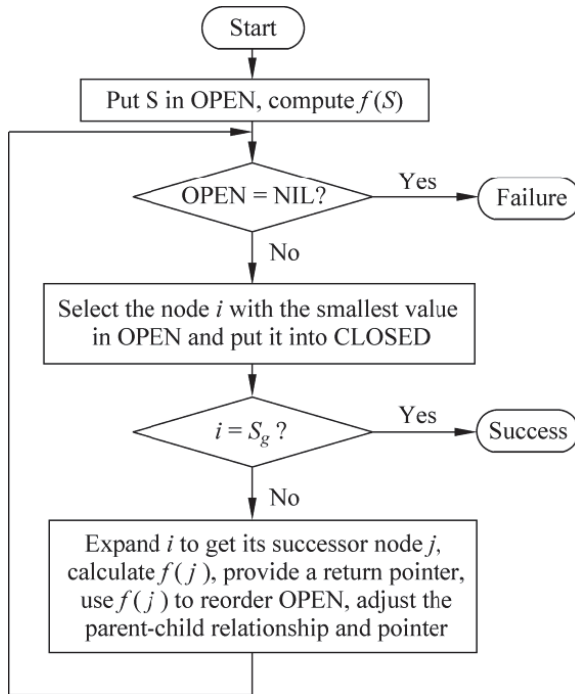 Start
Put S in OPEN, compute f(S)
OPEN = NIL?
Yes
Failure
No
Select the node i with the smallest value
in OPEN and put it into CLOSED
i = S_g ?
Yes
Success
No
Expand i to get its successor node j,
calculate f(j), provide a return pointer,
use f(j) to reorder OPEN, adjust the
parent-child relationship and pointer